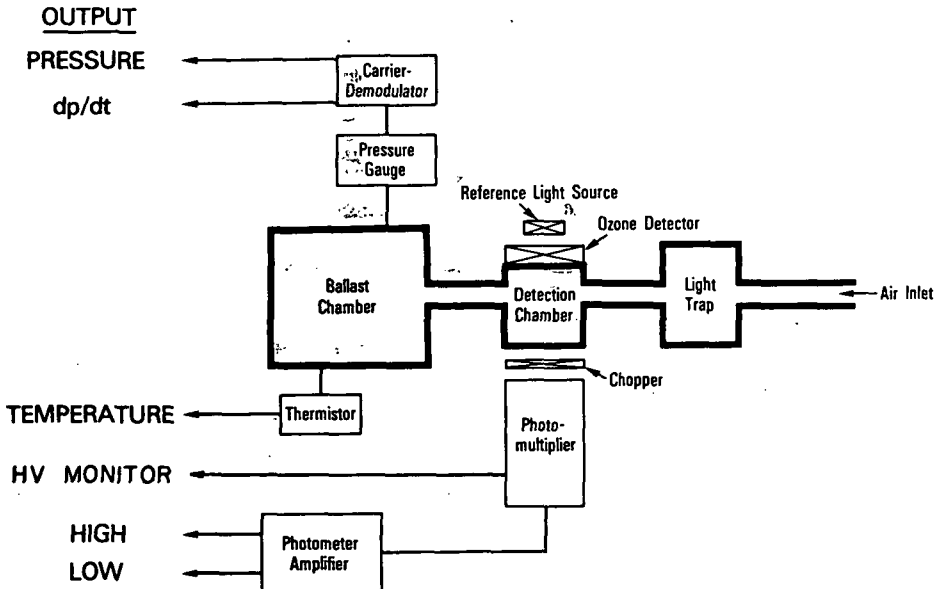 OUTPUT
PRESSURE
dp/dt
Carrier-
Demodulator
Pressure
Gauge
Reference Light Source
Ozone Detector
Ballast
Chamber
Detection
Chamber
Light
Trap
Air Inlet
Chopper
TEMPERATURE
Thermistor
Photo-
multiplier
HV MONITOR
HIGH
LOW
Photometer
Amplifier